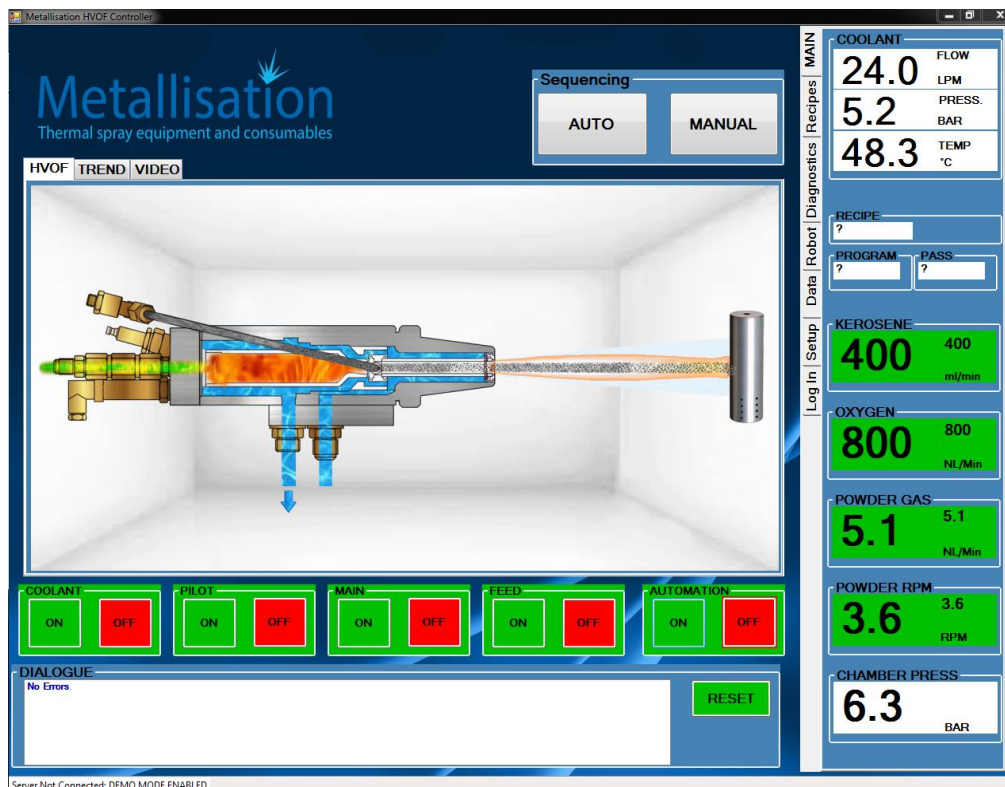 Metallisation HVOF Controller
Metallisation
Thermal spray equipment and consumables
Sequencing
AUTO
MANUAL
HVOF
TREND
VIDEO
MAIN
Recipes
Diagnostics
Robot
Data
Setup
Log In
COOLANT
24.0
FLOW
LPM
5.2
PRESS.
BAR
48.3
TEMP
°C
RECIPE
?
PROGRAM
?
PASS
?
KEROSENE
400
400
ml/min
OXYGEN
800
800
NL/Min
POWDER GAS
5.1
5.1
NL/Min
POWDER RPM
3.6
3.6
RPM
CHAMBER PRESS
6.3
BAR
COOLANT
ON
OFF
PILOT
ON
OFF
MAIN
ON
OFF
FEED
ON
OFF
AUTOMATION
ON
OFF
DIALOGUE
No Errors
RESET
Server Not Connected: DEMO MODE ENABLED